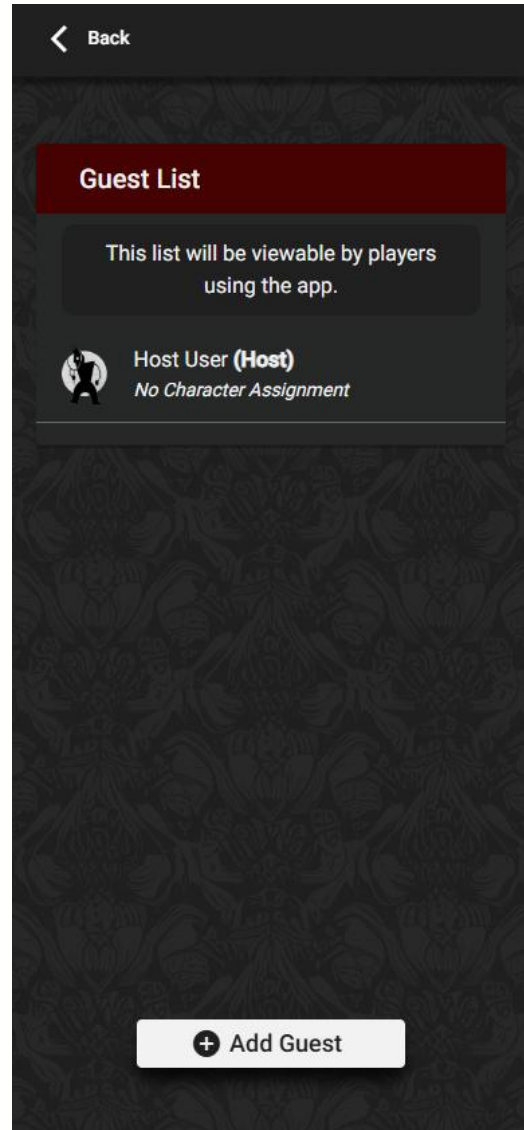 Back
Guest List
This list will be viewable by players
using the app.
Host User (Host)
No Character Assignment
Add Guest